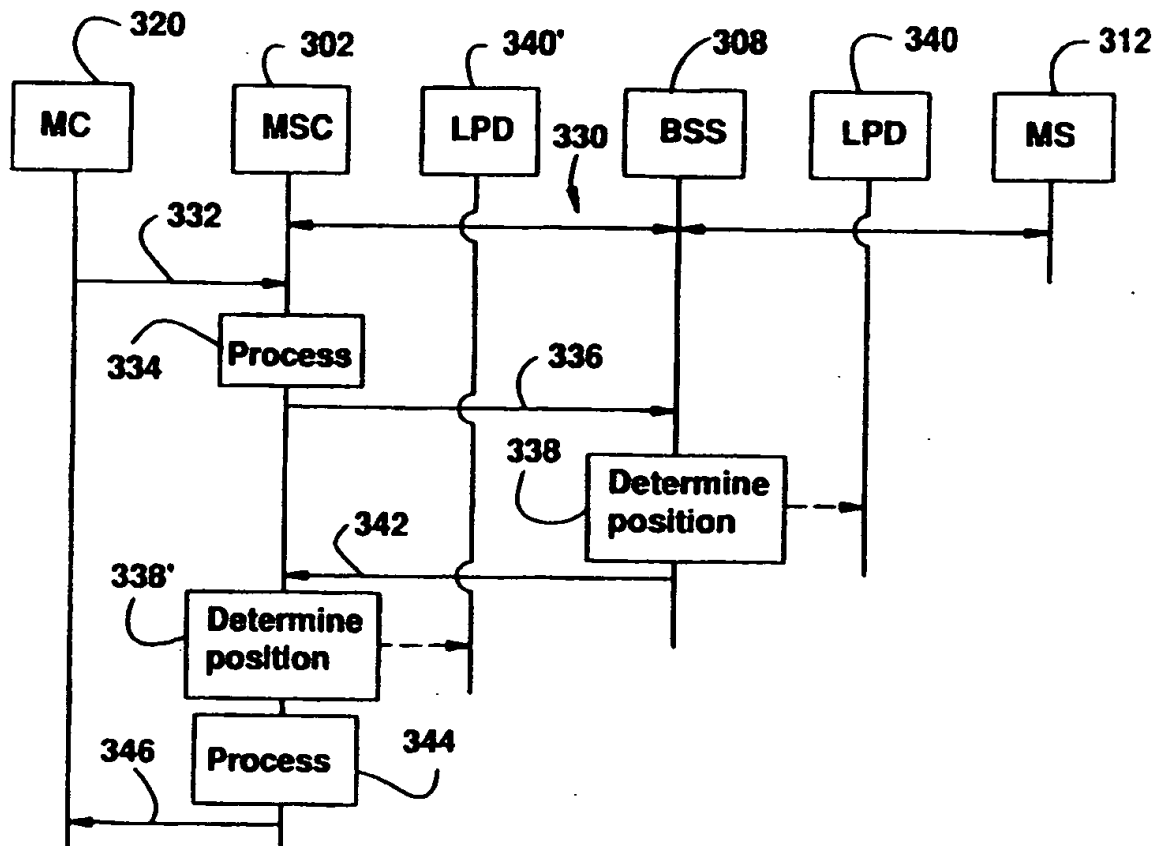 320
302
340'
308
340
312
MC
MSC
LPD
BSS
LPD
MS
330
332
334
Process
336
338
Determine
position
342
338'
Determine
position
Process
344
346